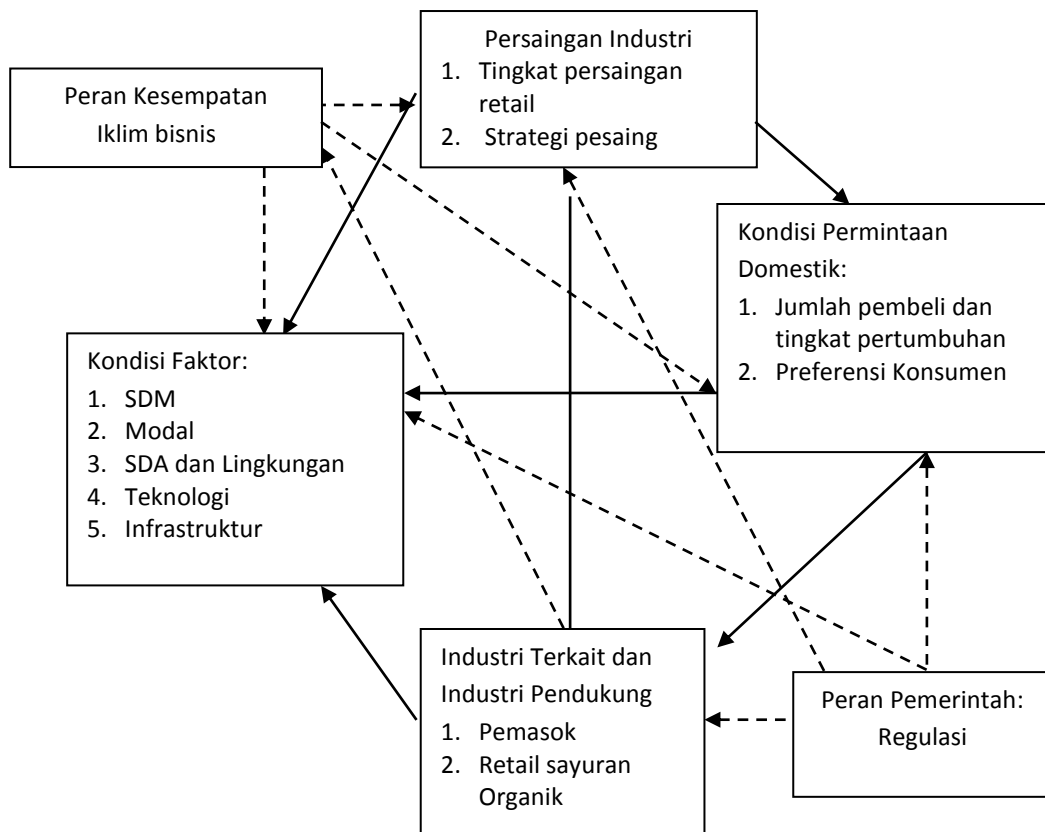 Persaingan Industri
1. Tingkat persaingan
retail
2. Strategi pesaing
Peran Kesempatan
Iklim bisnis
Kondisi Permintaan
Domestik:
1. Jumlah pembeli dan
tingkat pertumbuhan
2. Preferensi Konsumen
Kondisi Faktor:
1. SDM
2. Modal
3. SDA dan Lingkungan
4. Teknologi
5. Infrastruktur
Industri Terkait dan
Industri Pendukung
1. Pemasok
2. Retail sayuran
Organik
Peran Pemerintah:
Regulasi